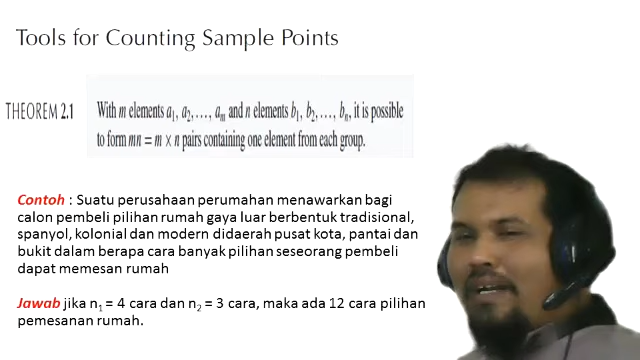 Tools for Counting Sample Points
THEOREM 2.1 With m elements a1, a2,…, am and n elements b1, b2,…, bn, it is possible
to form mn = m × n pairs containing one element from each group.
Contoh : Suatu perusahaan perumahan menawarkan bagi
calon pembeli pilihan rumah gaya luar berbentuk tradisional,
spanyol, kolonial dan modern didaerah pusat kota, pantai dan
bukit dalam berapa cara banyak pilihan seseorang pembeli
dapat memesan rumah
Jawab jika n1 = 4 cara dan n2 = 3 cara, maka ada 12 cara pilihan
pemesanan rumah.